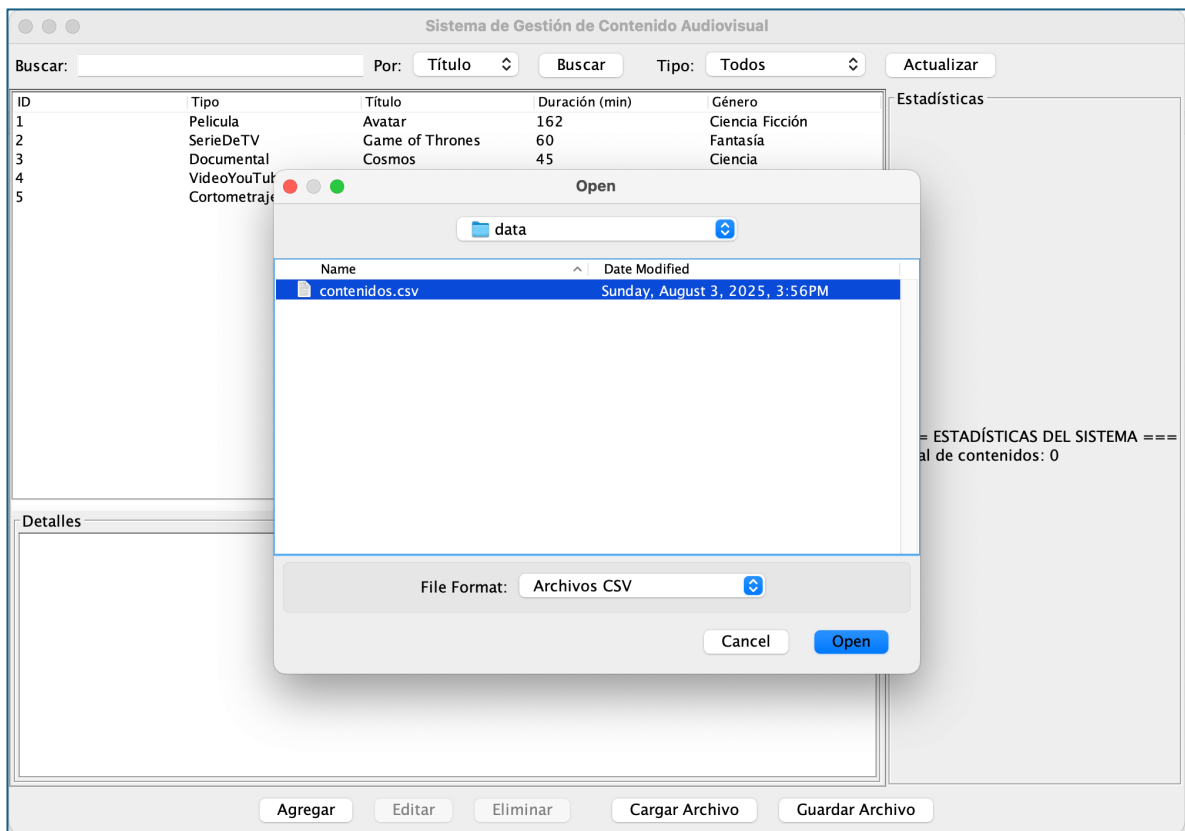 Sistema de Gestión de Contenido Audiovisual
Buscar: Por: Título Buscar Tipo: Todos Actualizar
ID Tipo Título Duración (min) Género
1 Pelicula Avatar 162 Ciencia Ficción
2 SerieDeTV Game of Thrones 60 Fantasía
3 Documental Cosmos 45 Ciencia
4 VideoYouTub
5 Cortometraje
Estadísticas
= ESTADÍSTICAS DEL SISTEMA ===
al de contenidos: 0
Open
data
Name Date Modified
contenidos.csv Sunday, August 3, 2025, 3:56PM
File Format: Archivos CSV
Cancel Open
Detalles
Agregar Editar Eliminar Cargar Archivo Guardar Archivo